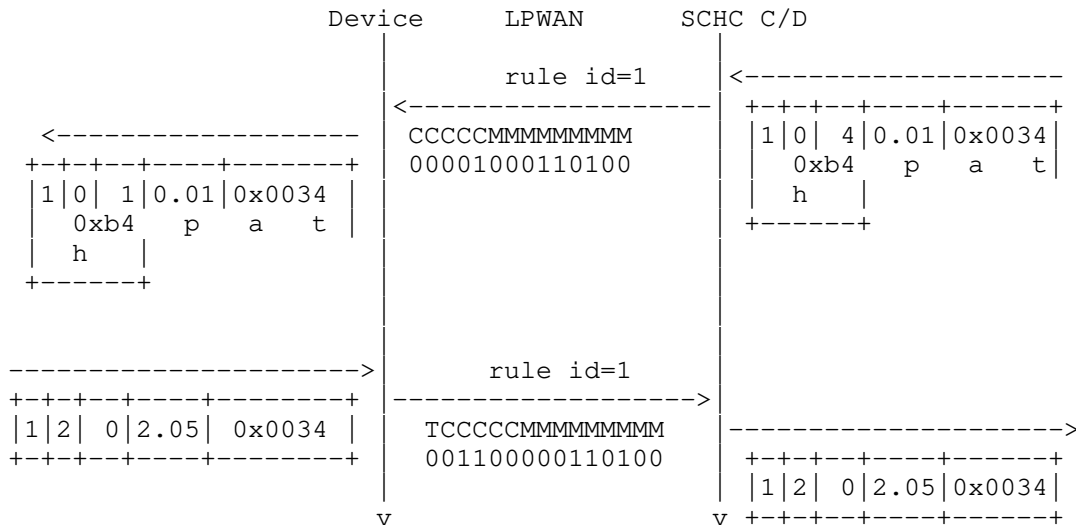 Device     LPWAN     SCHC C/D
|                    |
|       rule id=1    |<--------------------
|<-------------------| +-+-+--+----+------+
<------------------- | CCCCCMMMMMMMMM | |1|0| 4|0.01|0x0034|
+-+-+--+----+-------+ | 00001000110100 | | 0xb4  p  a  t|
|1|0| 1|0.01|0x0034 | | | | h |
| 0xb4  p  a  t | | | +------+
| h | | |
+------+ | |
| |
| |
---------------------->| rule id=1 |
+-+-+--+----+--------+ |------------------->|
|1|2| 0|2.05| 0x0034 | | TCCCCCMMMMMMMMM |--------------------->
+-+-+--+----+--------+ | 001100000110100 | +-+-+--+----+------+
| | |1|2| 0|2.05|0x0034|
v v +-+-+--+----+------+